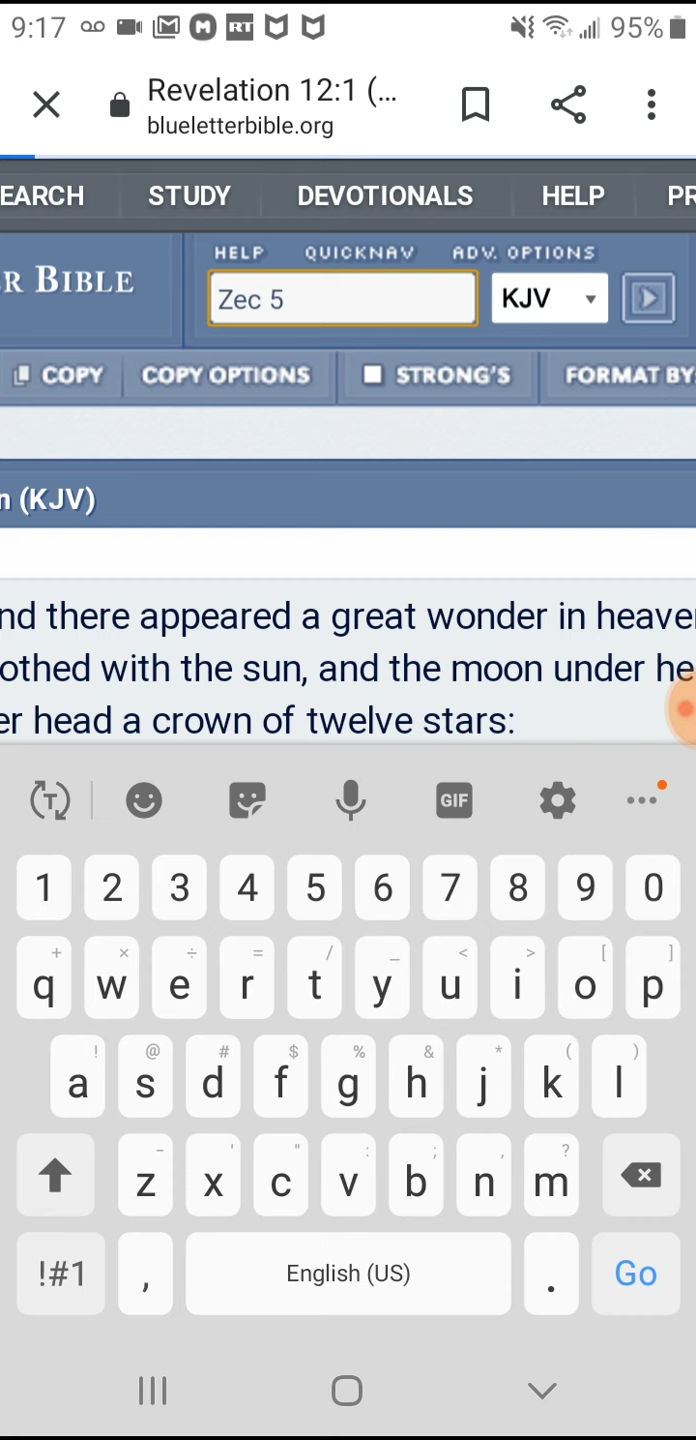 9:17 RT 95%
Revelation 12:1 (...
blueletterbible.org
EARCH STUDY DEVOTIONALS HELP PR
R BIBLE
HELP QUICKNAV ADV. OPTIONS
Zec 5 KJV
COPY COPY OPTIONS STRONG'S FORMAT BY
n (KJV)
nd there appeared a great wonder in heaven
othed with the sun, and the moon under he
er head a crown of twelve stars:
T GIF
1 2 3 4 5 6 7 8 9 0
+ × ÷ = / _ < > [ ]
q w e r t y u i o p
! @ # $ % & * ( )
a s d f g h j k l
- ' " : ; , ?
z x c v b n m
!#1 , English (US) . Go